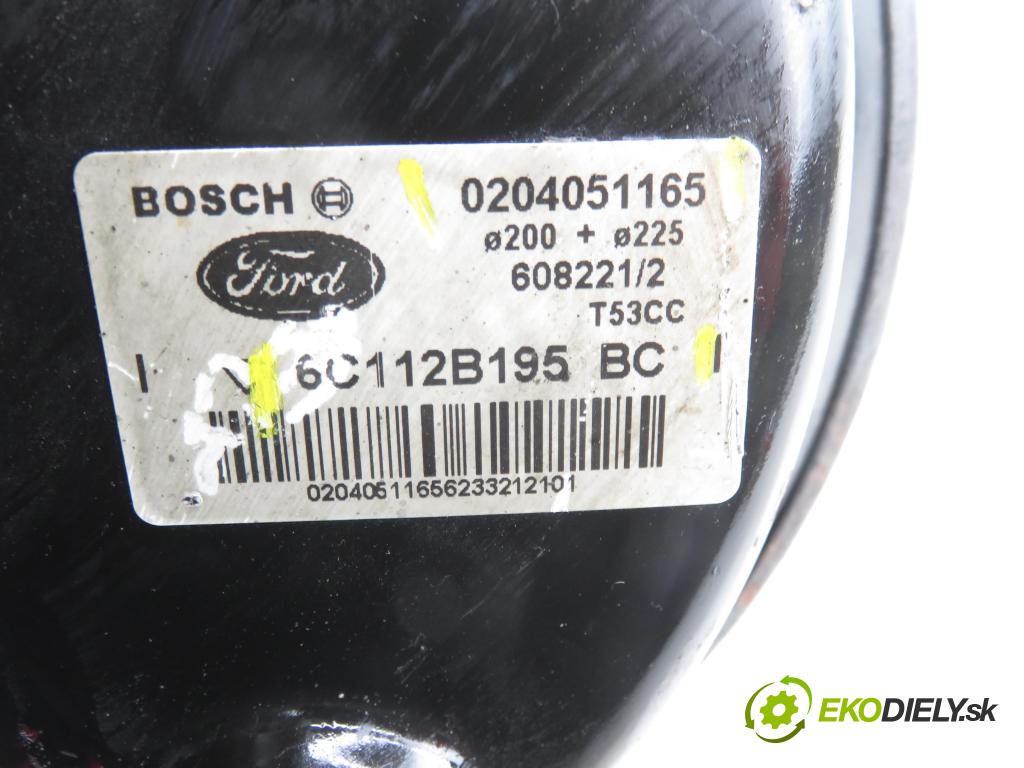 BOSCH 0204051165
ø200 + ø225
Ford
608221/2
T53CC
6C112B195 BC
02040511656233212101
EKODIELY.sk